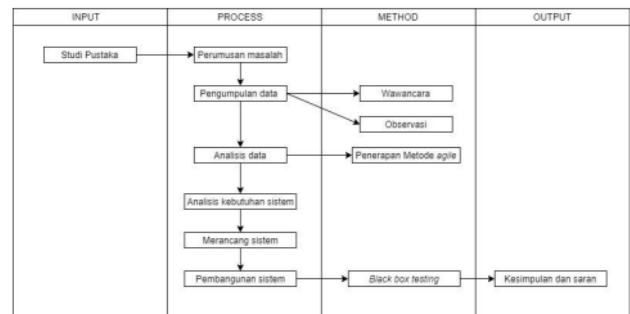 INPUT PROCESS METHOD OUTPUT
Studi Pustaka Perumusan masalah
Pengumpulan data Wawancara
Observasi
Analisis data Penerapan Metode agile
Analisis kebutuhan sistem
Merancang sistem
Pembangunan sistem Black box testing Kesimpulan dan saran